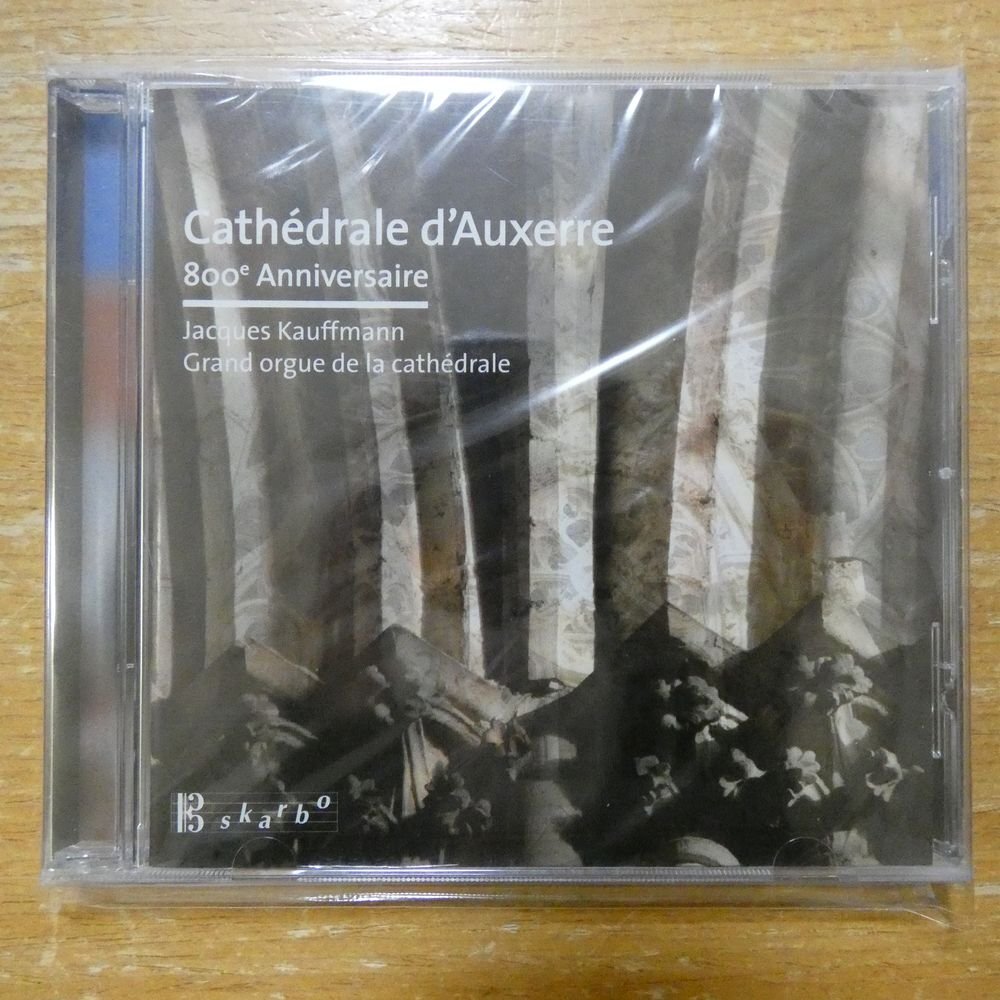 Cathédrale d'Auxerre
800e Anniversaire
Jacques Kauffmann
Grand orgue de la cathédrale
skarbo